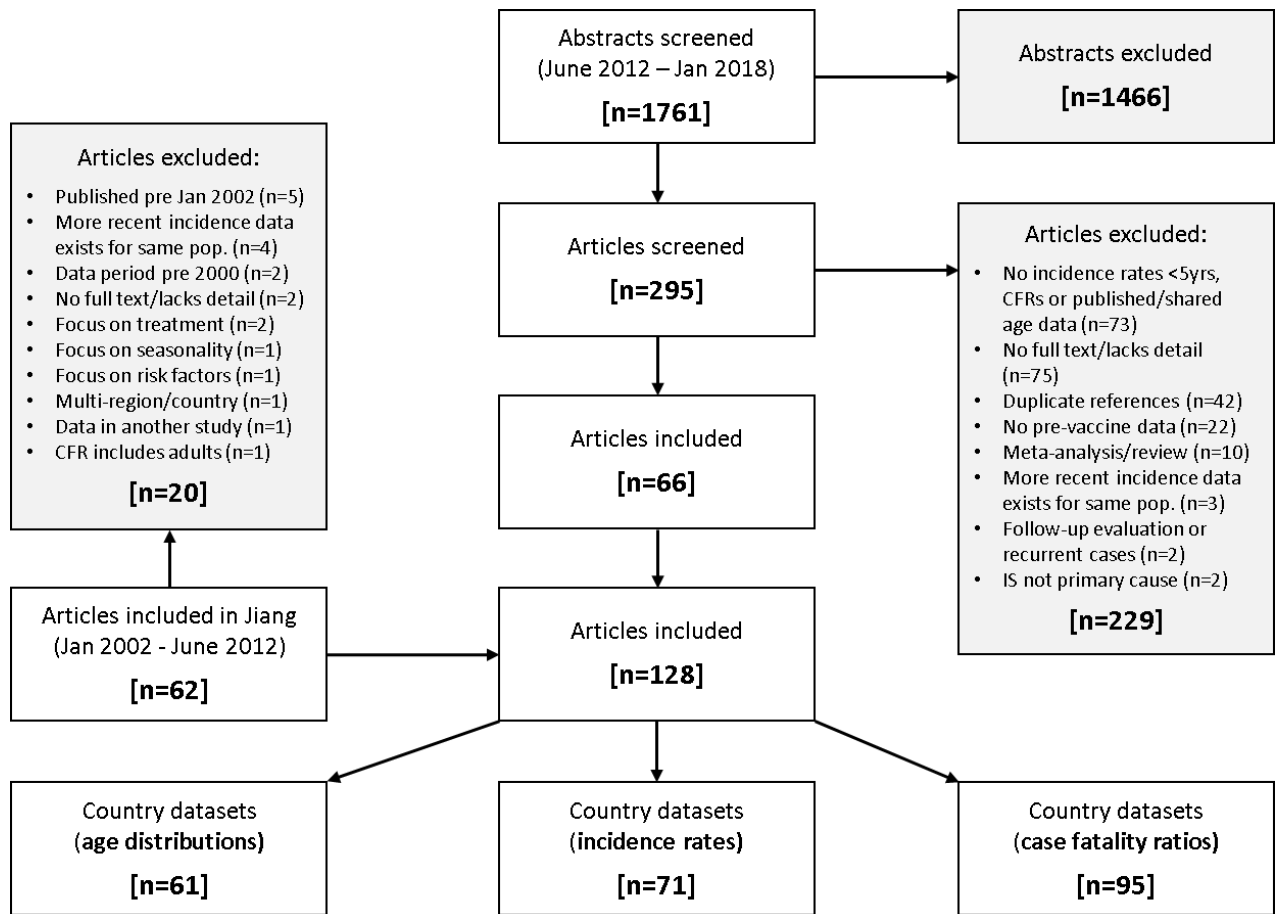 Abstracts screened
(June 2012 – Jan 2018)
[n=1761]
Abstracts excluded
[n=1466]
Articles excluded:
• Published pre Jan 2002 (n=5)
• More recent incidence data
exists for same pop. (n=4)
• Data period pre 2000 (n=2)
• No full text/lacks detail (n=2)
• Focus on treatment (n=2)
• Focus on seasonality (n=1)
• Focus on risk factors (n=1)
• Multi-region/country (n=1)
• Data in another study (n=1)
• CFR includes adults (n=1)
[n=20]
Articles screened
[n=295]
Articles excluded:
• No incidence rates <5yrs,
CFRs or published/shared
age data (n=73)
• No full text/lacks detail
(n=75)
• Duplicate references (n=42)
• No pre-vaccine data (n=22)
• Meta-analysis/review (n=10)
• More recent incidence data
exists for same pop. (n=3)
• Follow-up evaluation or
recurrent cases (n=2)
• IS not primary cause (n=2)
[n=229]
Articles included
[n=66]
Articles included in Jiang
(Jan 2002 - June 2012)
[n=62]
Articles included
[n=128]
Country datasets
(age distributions)
[n=61]
Country datasets
(incidence rates)
[n=71]
Country datasets
(case fatality ratios)
[n=95]